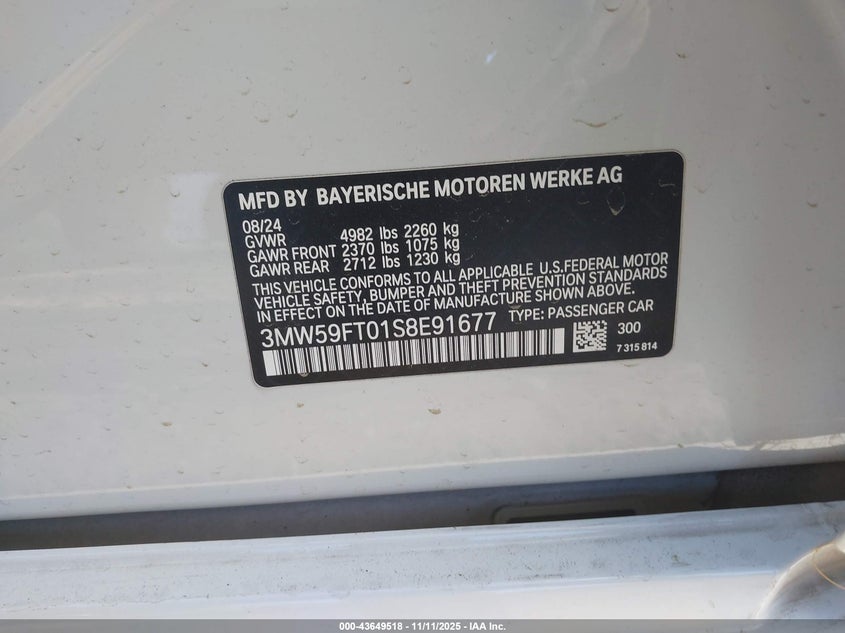 MFD BY BAYERISCHE MOTOREN WERKE AG
08/24
GVWR 4982 lbs 2260 kg
GAWR FRONT 2370 lbs 1075 kg
GAWR REAR 2712 lbs 1230 kg
THIS VEHICLE CONFORMS TO ALL APPLICABLE U.S.FEDERAL MOTOR
VEHICLE SAFETY, BUMPER AND THEFT PREVENTION STANDARDS
IN EFFECT ON THE DATE OF MANUFACTURE SHOWN ABOVE.
3MW59FT01S8E91677 TYPE: PASSENGER CAR
300
7 315 814
000-43649518 - 11/11/2025 - IAA Inc.